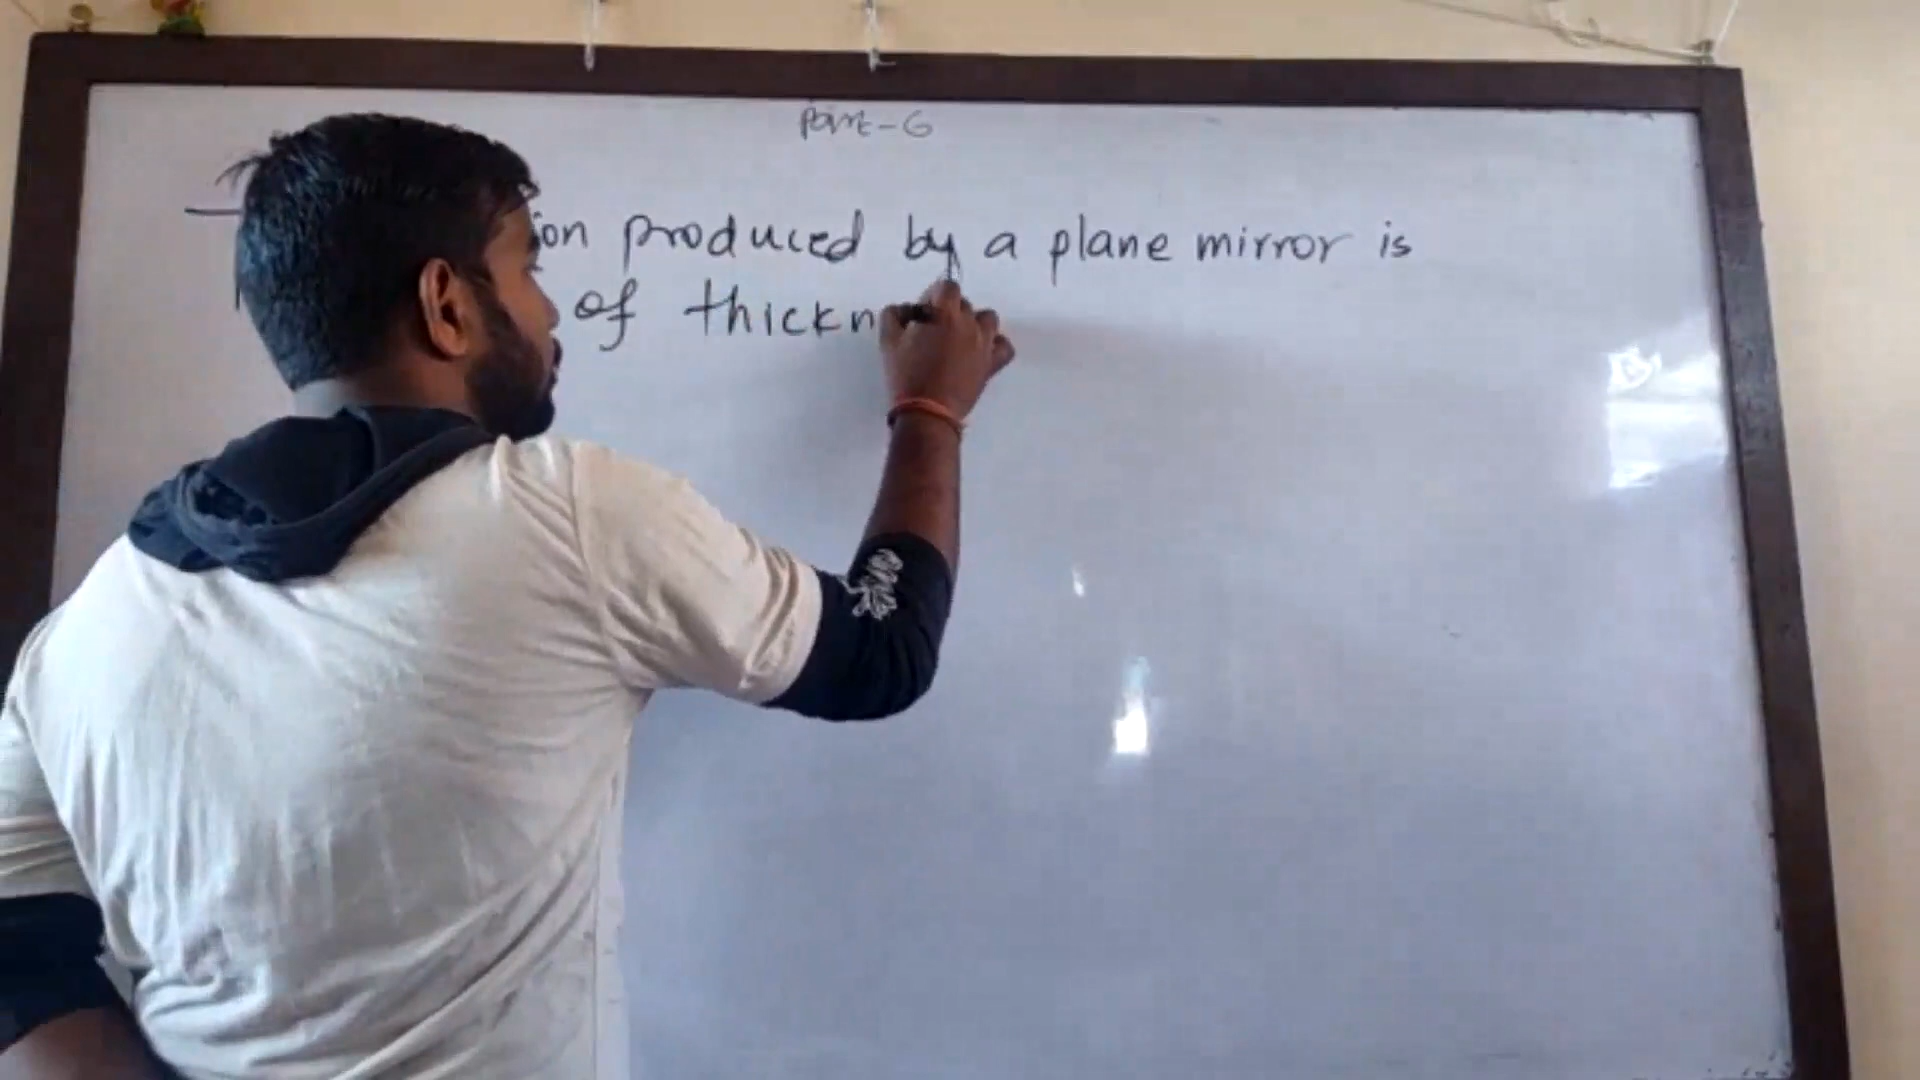 Part-6
ion produced by a plane mirror is
of thickn